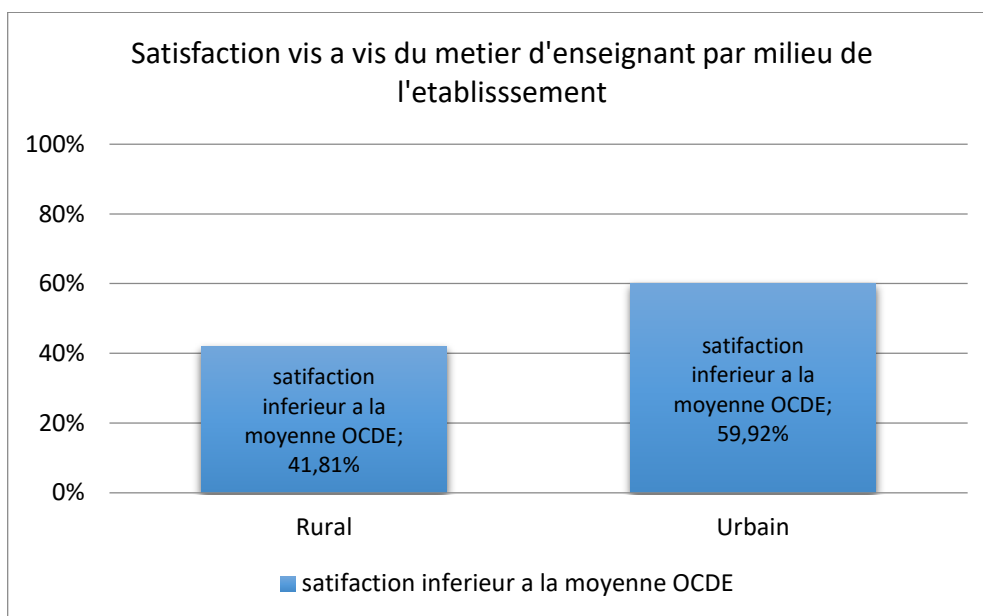 Satisfaction vis a vis du metier d'enseignant par milieu de
l'etablisssement
100%
80%
60%
40%
20%
0%
satifaction
inferieur a la
moyenne OCDE;
41,81%
satifaction
inferieur a la
moyenne OCDE;
59,92%
Rural
Urbain
satifaction inferieur a la moyenne OCDE